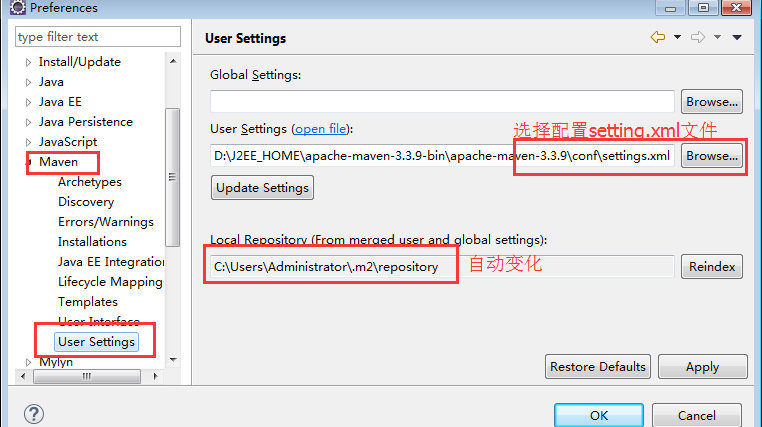 Preferences
type filter text
Install/Update
Java
Java EE
Java Persistence
JavaScript
Maven
Archetypes
Discovery
Errors/Warnings
Installations
Java EE Integration
Lifecycle Mapping
Templates
User Interface
User Settings
Mylyn
User Settings
Global Settings:
Browse...
User Settings (open file):
选择配置setting.xml文件
D:\J2EE_HOME\apache-maven-3.3.9-bin\apache-maven-3.3.9\conf\settings.xml
Browse...
Update Settings
Local Repository (From merged user and global settings):
C:\Users\Administrator\.m2\repository
自动变化
Reindex
Restore Defaults
Apply
?
OK
Cancel